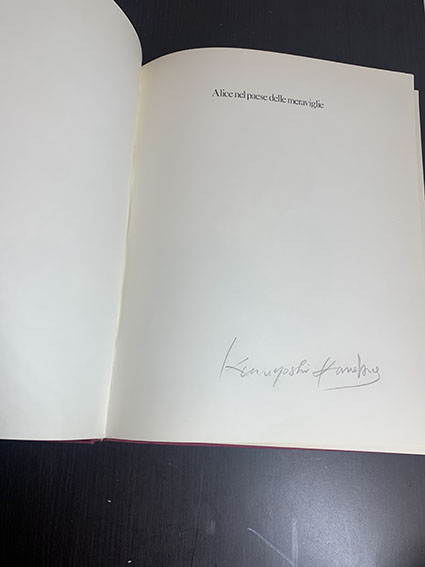 Alice nel paese delle meraviglie
Kuniyoshi Kaneko